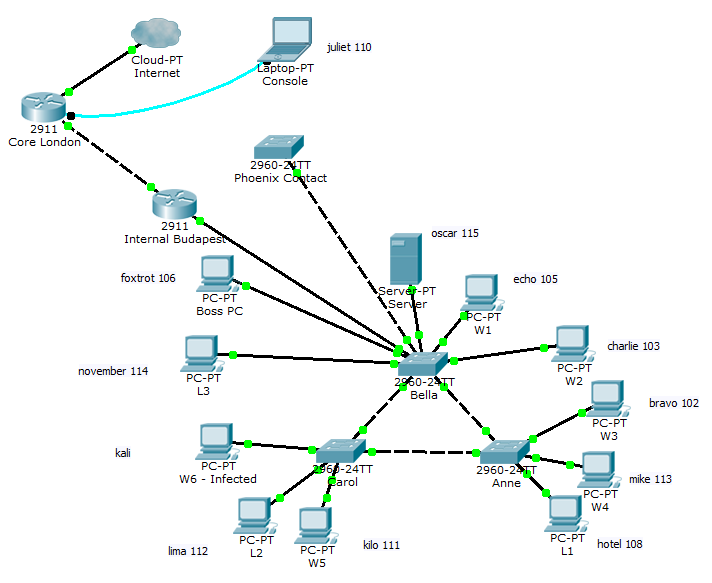 juliet 110
Cloud-PT
Internet
Laptop-PT
Console
2911
Core London
2960-24TT
Phoenix Contact
2911
Internal Budapest
oscar 115
foxtrot 106
Server-PT
Server
echo 105
PC-PT
Boss PC
PC-PT
W1
charlie 103
PC-PT
W2
november 114
PC-PT
L3
2960-24TT
Bella
bravo 102
PC-PT
W3
kali
PC-PT
W6 - Infected
2960-24TT
Carol
2960-24TT
Anne
mike 113
PC-PT
W4
PC-PT
L1
hotel 108
lima 112
PC-PT
L2
PC-PT
W5
kilo 111